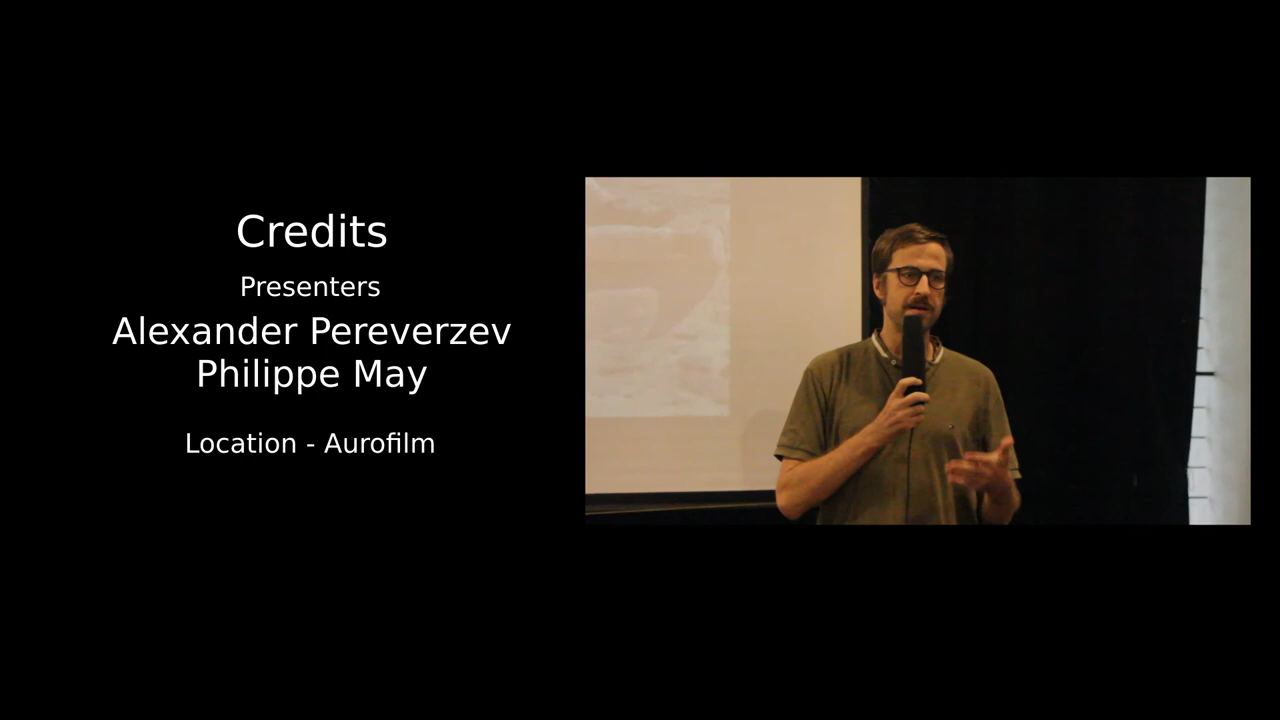 Credits
Presenters
Alexander Pereverzev
Philippe May
Location - Aurofilm